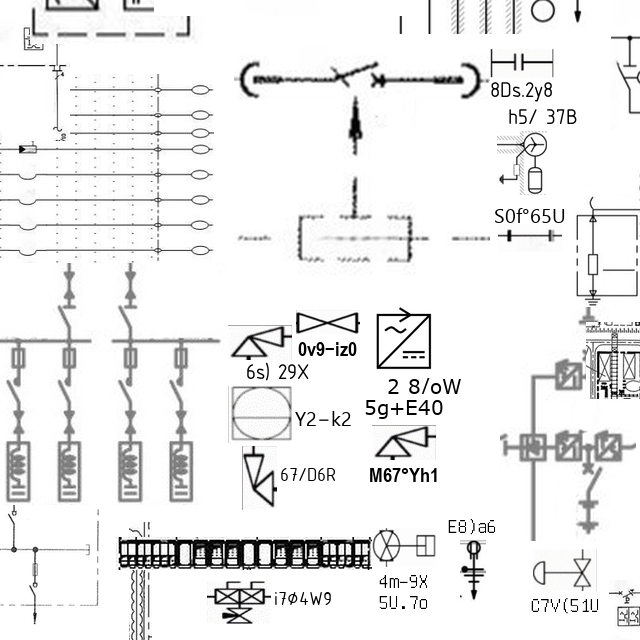 8Ds.2y8
h5/ 37B
S0f°65U
0v9-iz0
6s) 29X
2 8/oW
5g+E40
Y2-k2
M67°Yh1
67/D6R
E8)a6
4m-9X
5U.7o
i7Ø4W9
C7V(51U